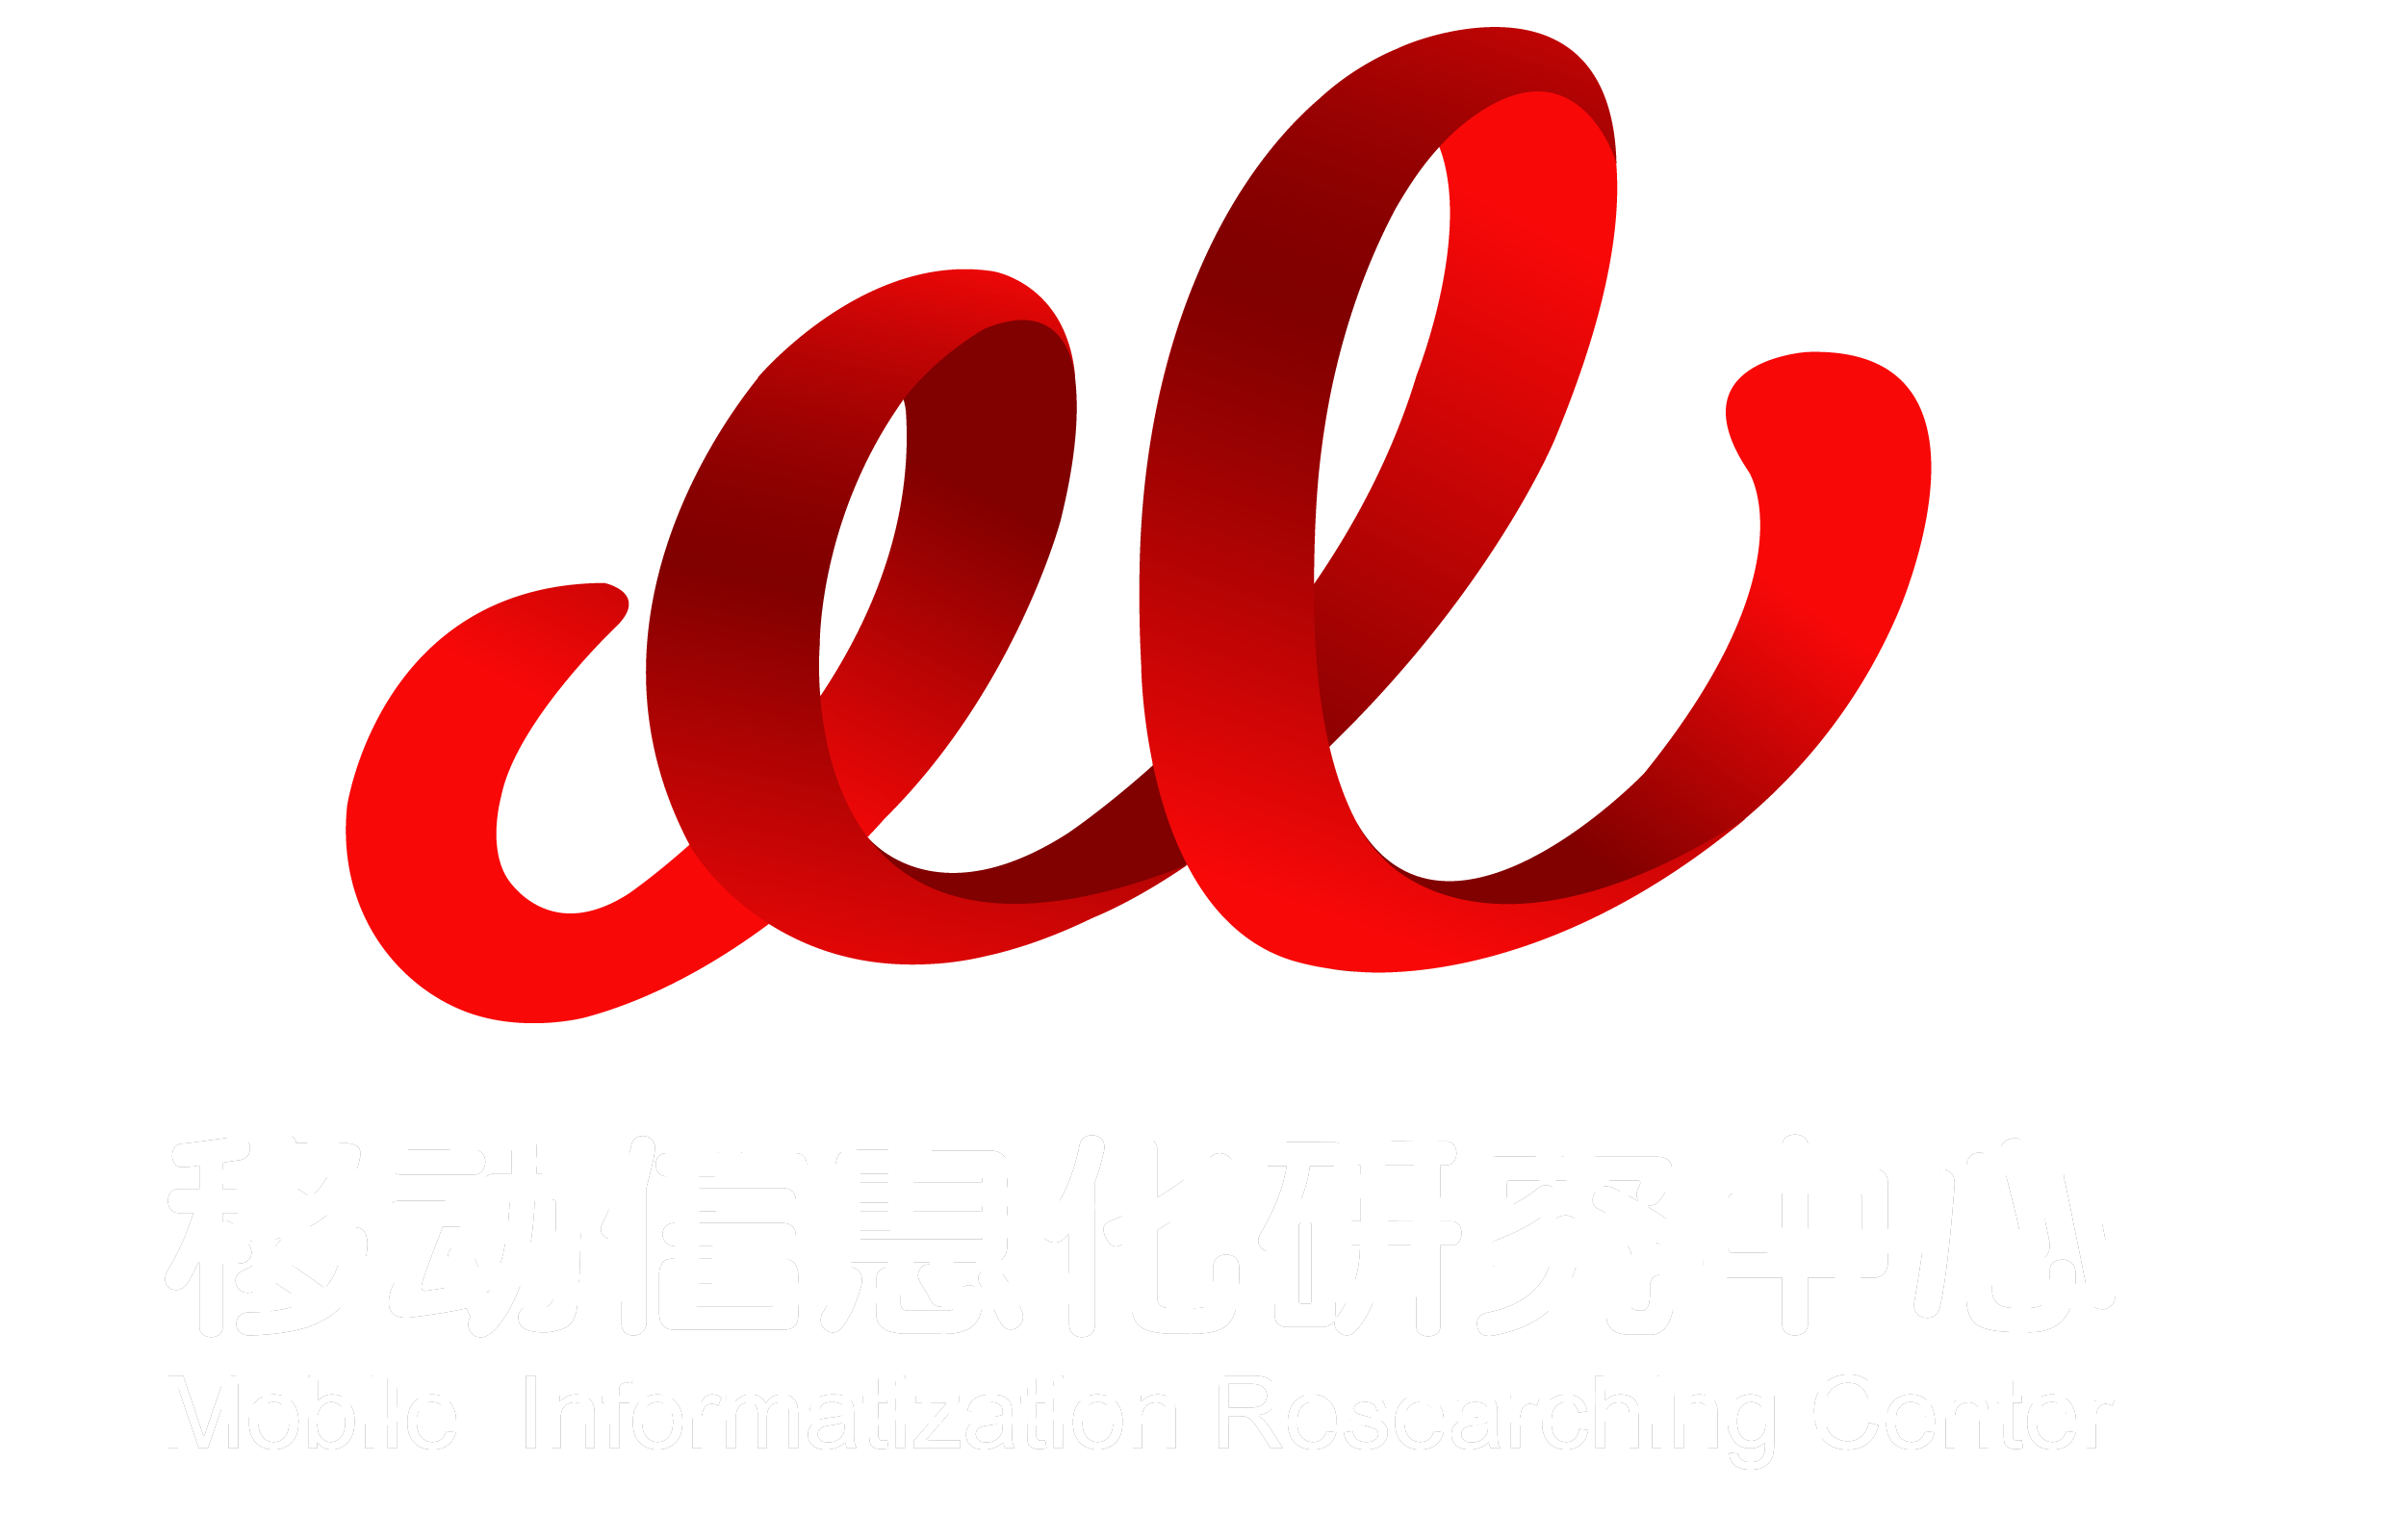 移动信息化研究中心
Mobile Informatization Researching Center